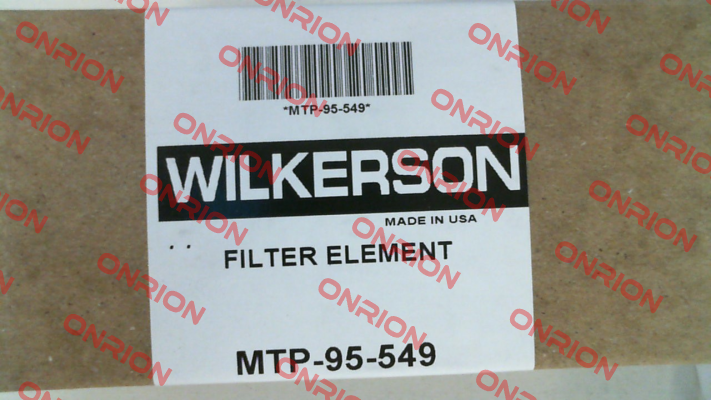 *MTP-95-549*
WILKERSON
MADE IN USA
FILTER ELEMENT
MTP-95-549
ONRION